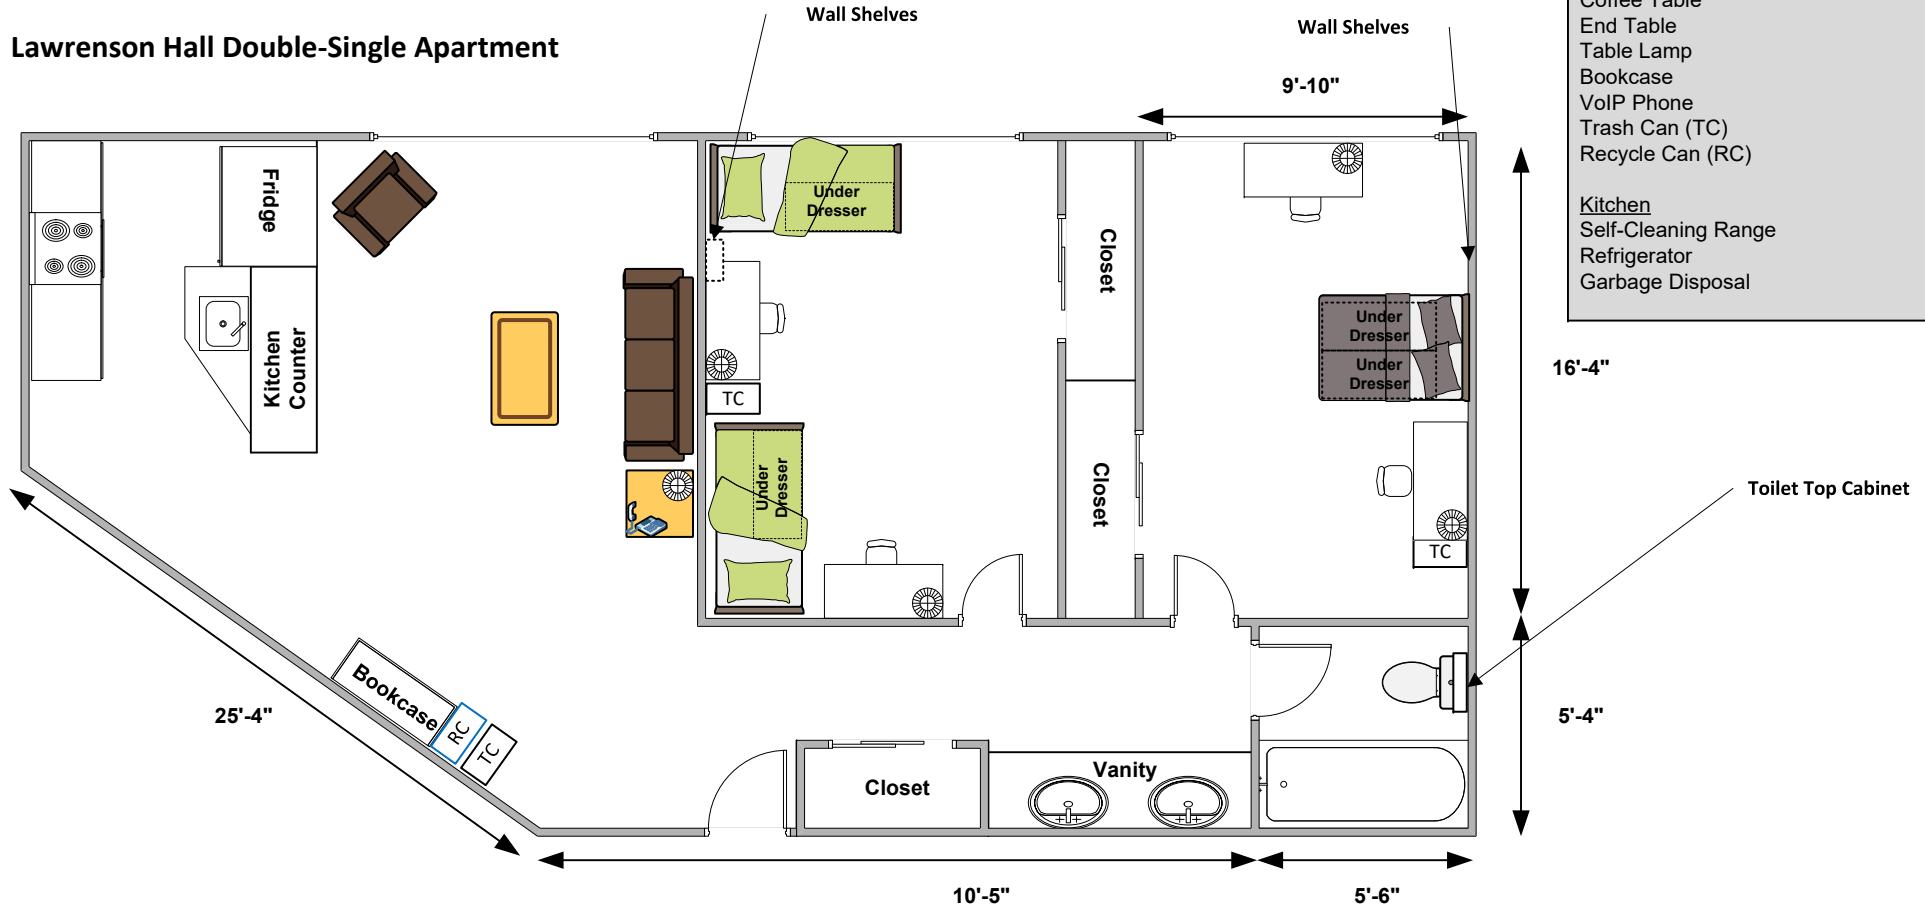 Wall Shelves
Wall Shelves
Lawrenson Hall Double-Single Apartment
9'-10"
Coffee Table
End Table
Table Lamp
Bookcase
VoIP Phone
Trash Can (TC)
Recycle Can (RC)
Kitchen
Self-Cleaning Range
Refrigerator
Garbage Disposal
Fridge
Under
Dresser
Closet
Kitchen
Counter
Under
Dresser
Under
Dresser
16'-4"
TC
Under
Dresser
Closet
Toilet Top Cabinet
TC
Bookcase
RC
TC
25'-4"
5'-4"
Closet
Vanity
10'-5"
5'-6"